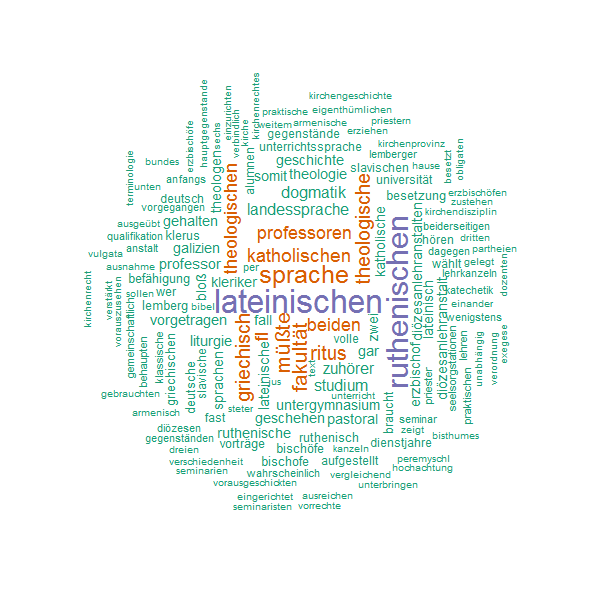 kirchengeschichte
praktische eigenthümlichen
weitem armenische priestern
gegenstände erziehen
unterrichtssprache kirchenprovinz
geschichte lemberger
somit theologie slavischen hause
dogmatik universität
besetzung erzbischöfen
landessprache zustehen
kirchendisziplin
professoren beiderseitigen
hören dritten
katholischen dagegen partheien
wählt gelegt
sprache lehrkanzeln
katechetik
lateinischen einander
wenigstens
beiden
ritus volle
gar
zuhörer
studium
unterricht
untergymnasium
geschehen pastoral seminar
zeigt
ruthenisch bisthumes
dienstjahre
kanzeln
bischöfe peremyschl
aufgestellt hochachtung
vergleichend
unterbringen
ausreichen
vorrechte
bundes
unten anfangs
deutsch
vorgegangen
ausgeübt gehalten
qualifikation klerus
anstalt galizien
vulgata
professor per
ausnahme
befähigung kleriker
sollen wer
lemberg bibel
vorgetragen fall
liturgie
gebrauchten
steter
armenisch fast
diözesen ruthenische
gegenständen vorträge
dreien
verschiedenheit bischofe
seminarien wahrscheinlich
vorausgeschickten
eingerichtet
seminaristen
terminologie
erzbischöfe
hauptgegenstande
sechs
einzurichten
verbindlich
kirche
kirchenrechtes
theologen
theologischen
alumnen
theologische
katholische
ruthenischen
diözesanlehranstalten
besetzt
obligaten
kirchenrecht
verstärkt
vorauszusehen
gemeinschaftlich
behaupten
klassische
griechischen
deutsche
slavische
sprachen
bloß
griechisch
fl
lateinische
jus
müßte
fakultät
text
zwei
braucht
erzbischof
lateinisch
priester
diözesanlehranstalt
seelsorgstationen
praktischen
lehren
unabhängig
verordnung
exegese
dozenten